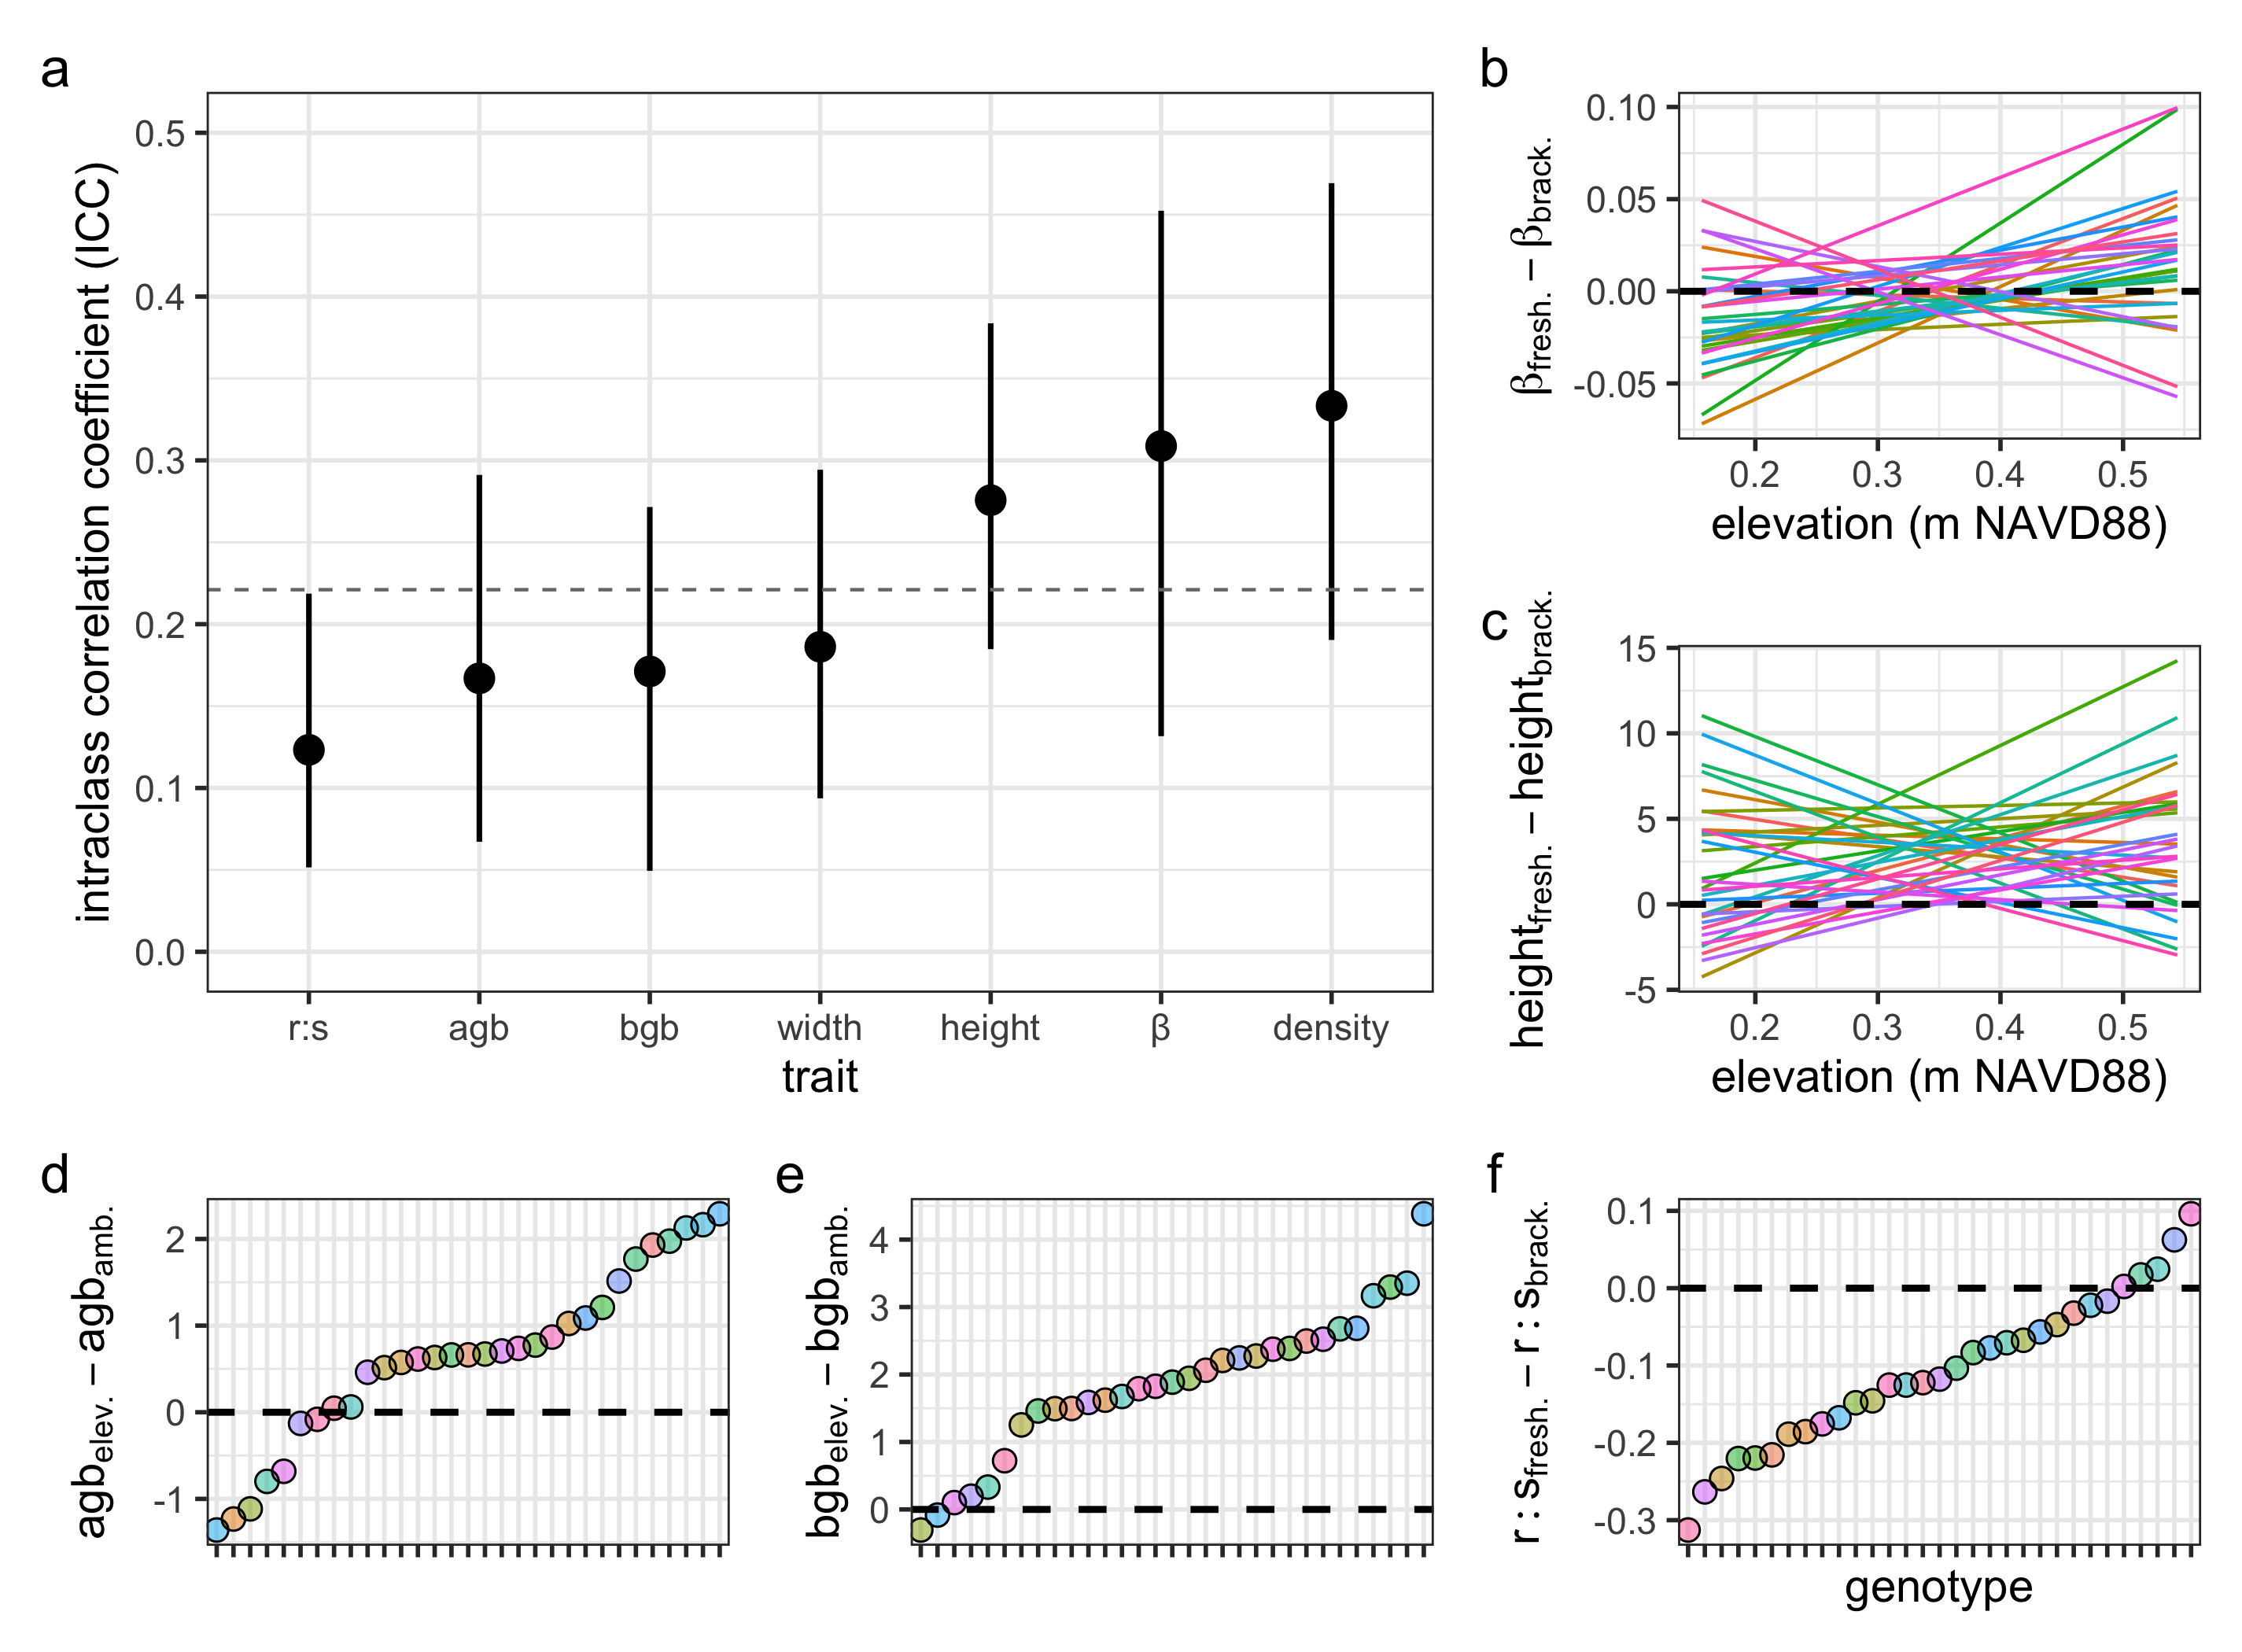 a
intraclass correlation coefficient (ICC)
0.5
0.4
0.3
0.2
0.1
0.0
r:s agb bgb width height β density
trait
b
βfresh. − βbrack.
0.10
0.05
0.00
-0.05
0.2 0.3 0.4 0.5
elevation (m NAVD88)
c
heightfresh. − heightbrack.
15
10
5
0
-5
0.2 0.3 0.4 0.5
elevation (m NAVD88)
d
agbelev. − agbamb.
2
1
0
-1
e
bgbelev. − bgbamb.
4
3
2
1
0
f
r : sfresh. − r : sbrack.
0.1
0.0
-0.1
-0.2
-0.3
genotype